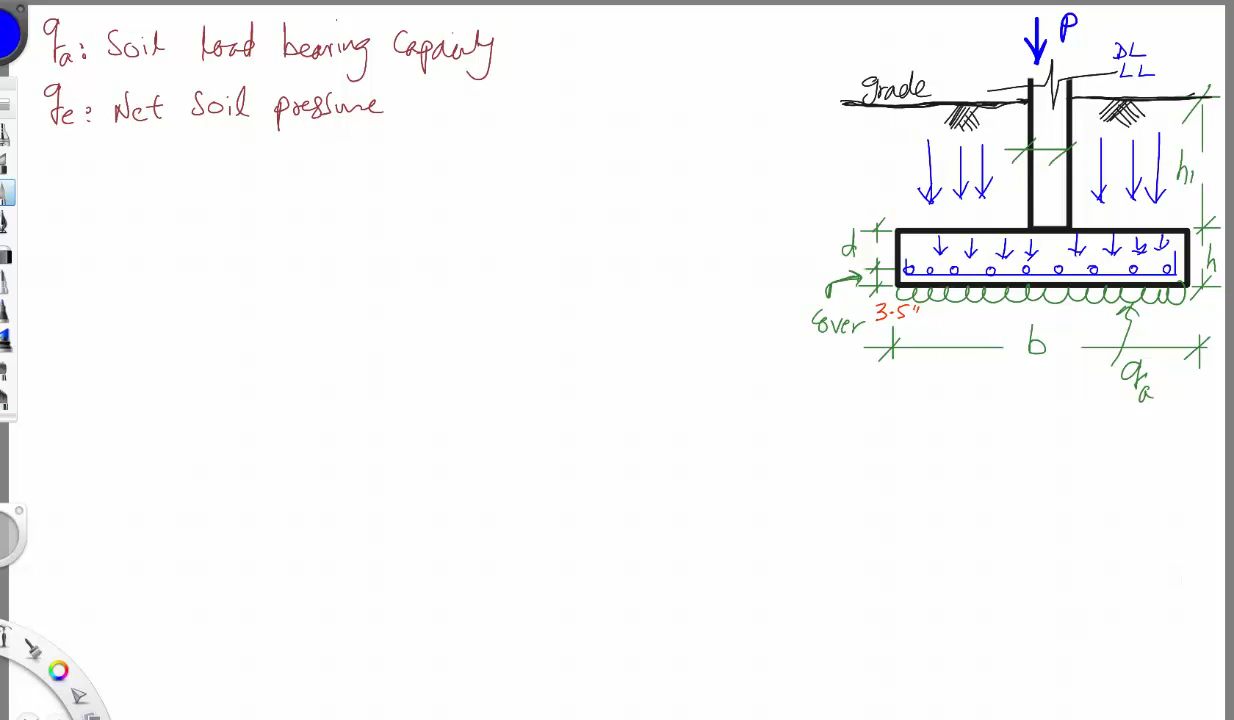 qa: Soil load bearing capacity
qe: Net Soil pressure
P
DL
LL
grade
h1
d
h
cover
3.5"
b
qa